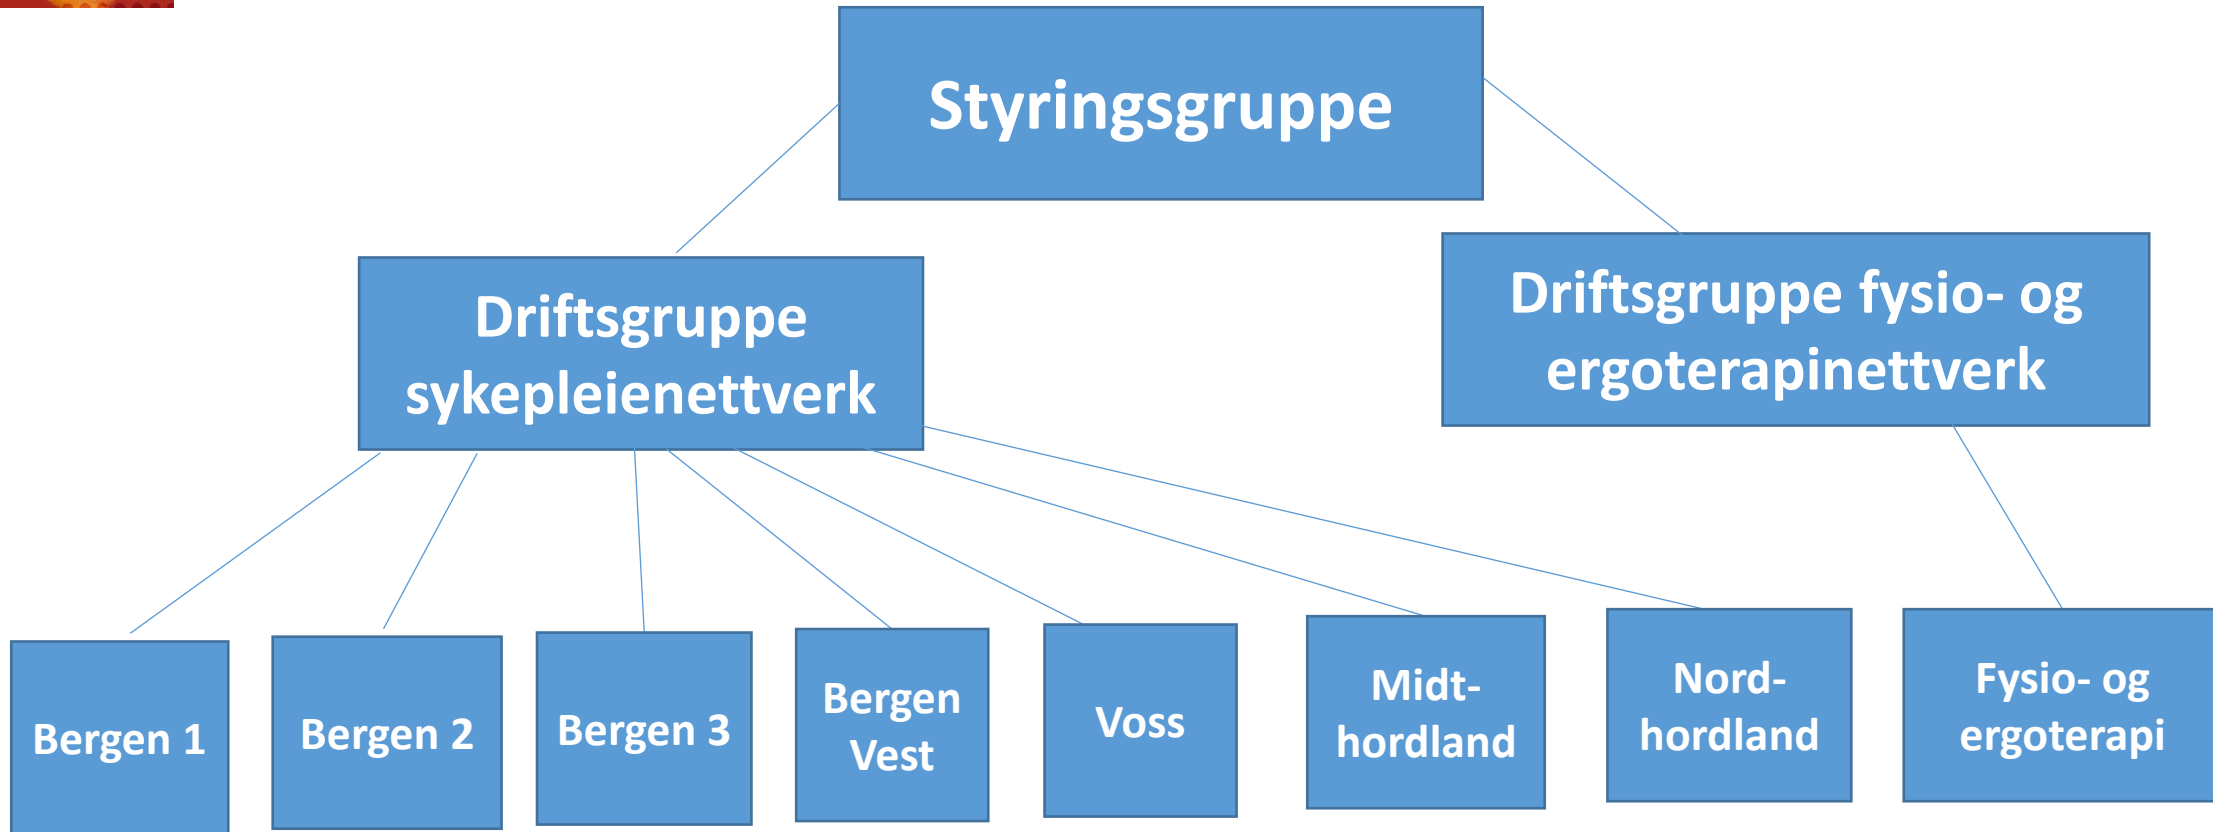 Styringsgruppe
Driftsgruppe
sykepleienettverk
Driftsgruppe fysio- og
ergoterapinettverk
Bergen 1
Bergen 2
Bergen 3
Bergen
Vest
Voss
Midt-
hordland
Nord-
hordland
Fysio- og
ergoterapi